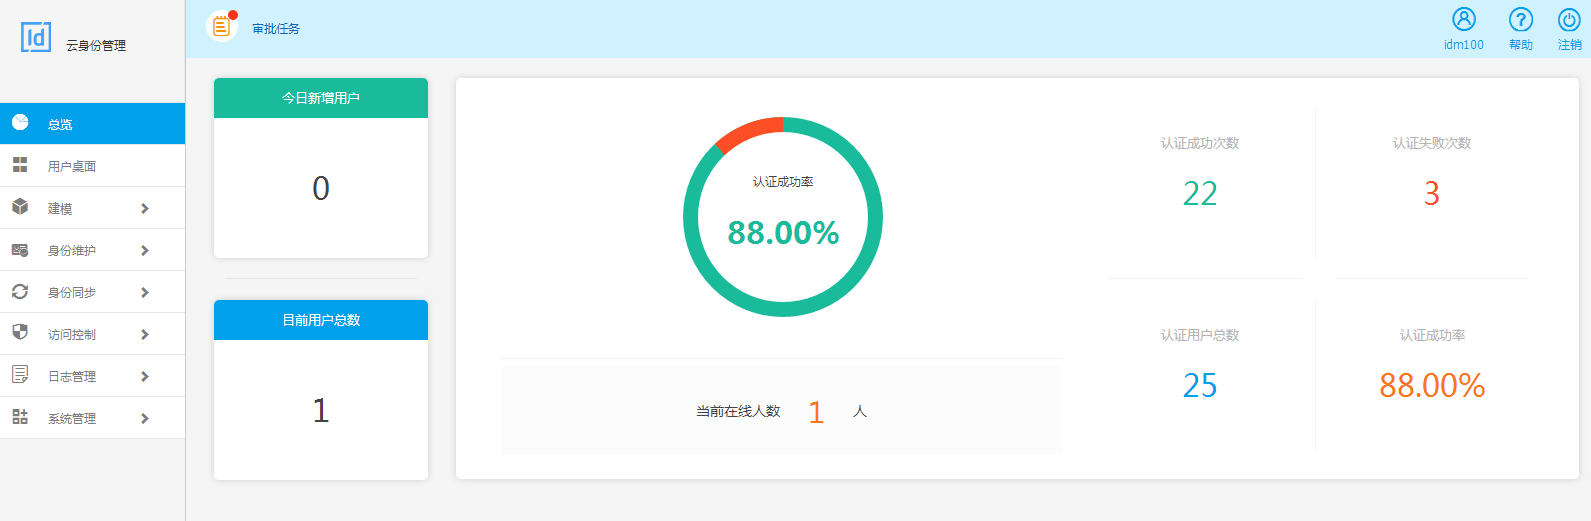 Id
云身份管理
总览
用户桌面
建模
身份维护
身份同步
访问控制
日志管理
系统管理
审批任务
idm100
?
帮助
注销
今日新增用户
0
目前用户总数
1
认证成功率
88.00%
当前在线人数 1 人
认证成功次数
22
认证失败次数
3
认证用户总数
25
认证成功率
88.00%